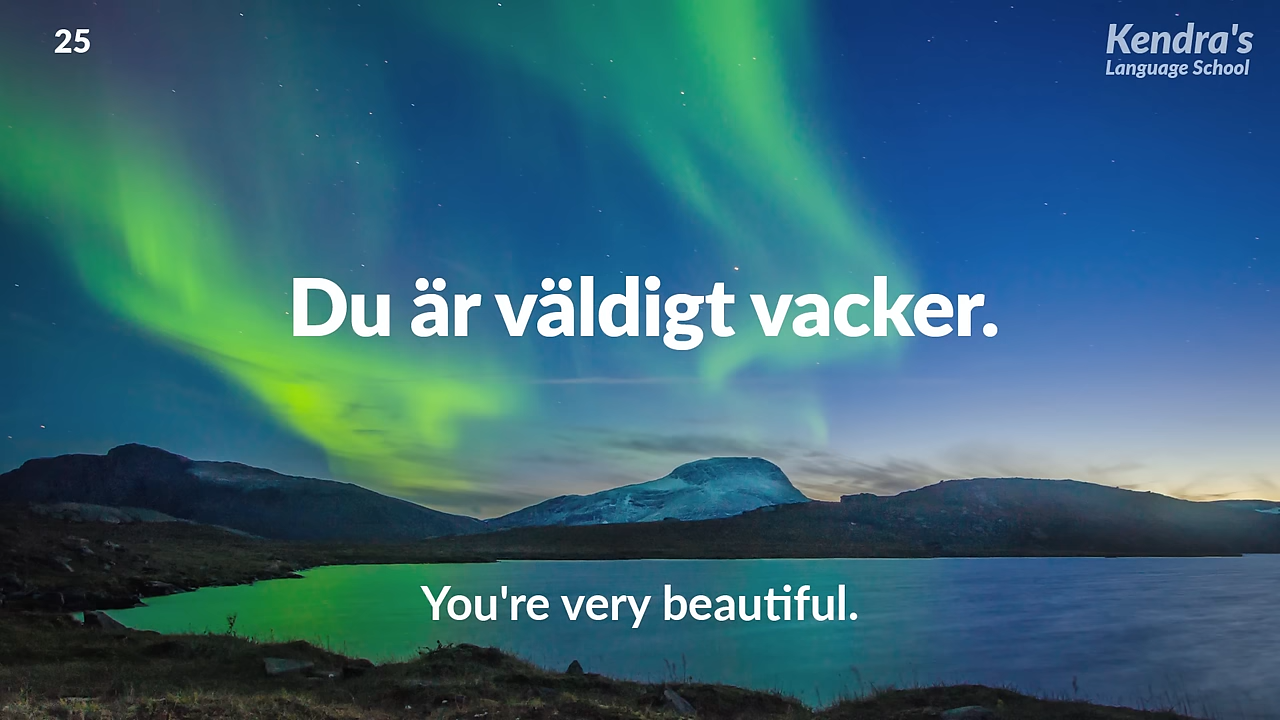 25
Kendra's
Language School
Du är väldigt vacker.
You're very beautiful.